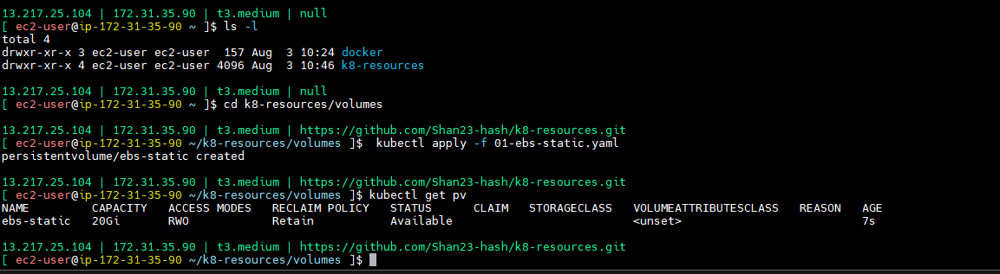 13.217.25.104 | 172.31.35.90 | t3.medium | null
[ ec2-user@ip-172-31-35-90 ~ ]$ ls -l
total 4
drwxr-xr-x 3 ec2-user ec2-user  157 Aug  3 10:24 docker
drwxr-xr-x 4 ec2-user ec2-user 4096 Aug  3 10:46 k8-resources
13.217.25.104 | 172.31.35.90 | t3.medium | null
[ ec2-user@ip-172-31-35-90 ~ ]$ cd k8-resources/volumes
13.217.25.104 | 172.31.35.90 | t3.medium | https://github.com/Shan23-hash/k8-resources.git
[ ec2-user@ip-172-31-35-90 ~/k8-resources/volumes ]$  kubectl apply -f 01-ebs-static.yaml
persistentvolume/ebs-static created
13.217.25.104 | 172.31.35.90 | t3.medium | https://github.com/Shan23-hash/k8-resources.git
[ ec2-user@ip-172-31-35-90 ~/k8-resources/volumes ]$ kubectl get pv
NAME         CAPACITY   ACCESS MODES   RECLAIM POLICY   STATUS      CLAIM   STORAGECLASS   VOLUMEATTRIBUTESCLASS   REASON   AGE
ebs-static   20Gi       RWO            Retain           Available                          <unset>                          7s
13.217.25.104 | 172.31.35.90 | t3.medium | https://github.com/Shan23-hash/k8-resources.git
[ ec2-user@ip-172-31-35-90 ~/k8-resources/volumes ]$